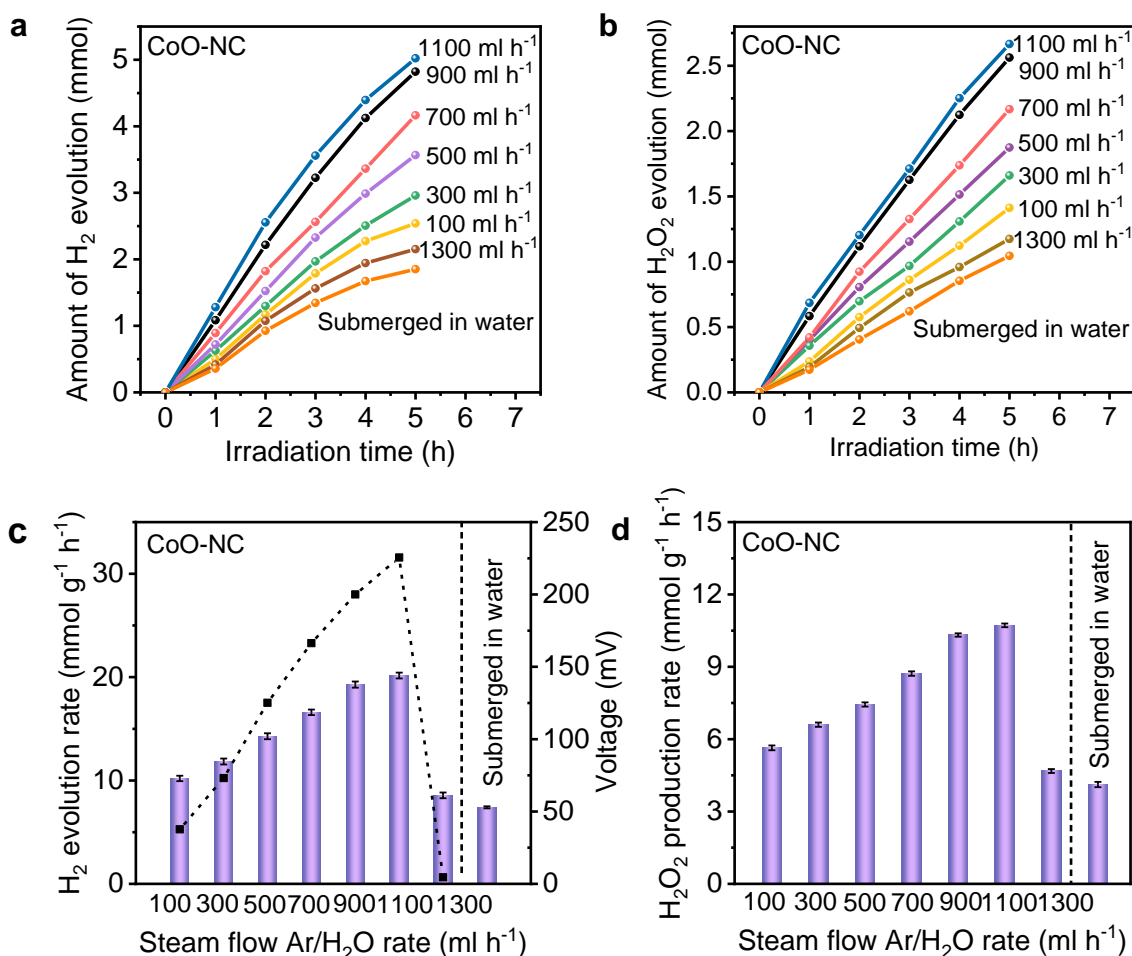 a
CoO-NC
Amount of H₂ evolution (mmol)
5
4
3
2
1
0
1100 ml h⁻¹
900 ml h⁻¹
700 ml h⁻¹
500 ml h⁻¹
300 ml h⁻¹
100 ml h⁻¹
1300 ml h⁻¹
Submerged in water
0 1 2 3 4 5 6 7
Irradiation time (h)
b
CoO-NC
Amount of H₂O₂ evolution (mmol)
2.5
2.0
1.5
1.0
0.5
0.0
1100 ml h⁻¹
900 ml h⁻¹
700 ml h⁻¹
500 ml h⁻¹
300 ml h⁻¹
100 ml h⁻¹
1300 ml h⁻¹
Submerged in water
0 1 2 3 4 5 6 7
Irradiation time (h)
c
CoO-NC
H₂ evolution rate (mmol g⁻¹ h⁻¹)
30
20
10
0
Submerged in water
250
200
150
100
50
0
Voltage (mV)
100 300 500 700 900 1100 1300
Steam flow Ar/H₂O rate (ml h⁻¹)
d
CoO-NC
H₂O₂ production rate (mmol g⁻¹ h⁻¹)
15
12
9
6
3
0
Submerged in water
100 300 500 700 900 1100 1300
Steam flow Ar/H₂O rate (ml h⁻¹)